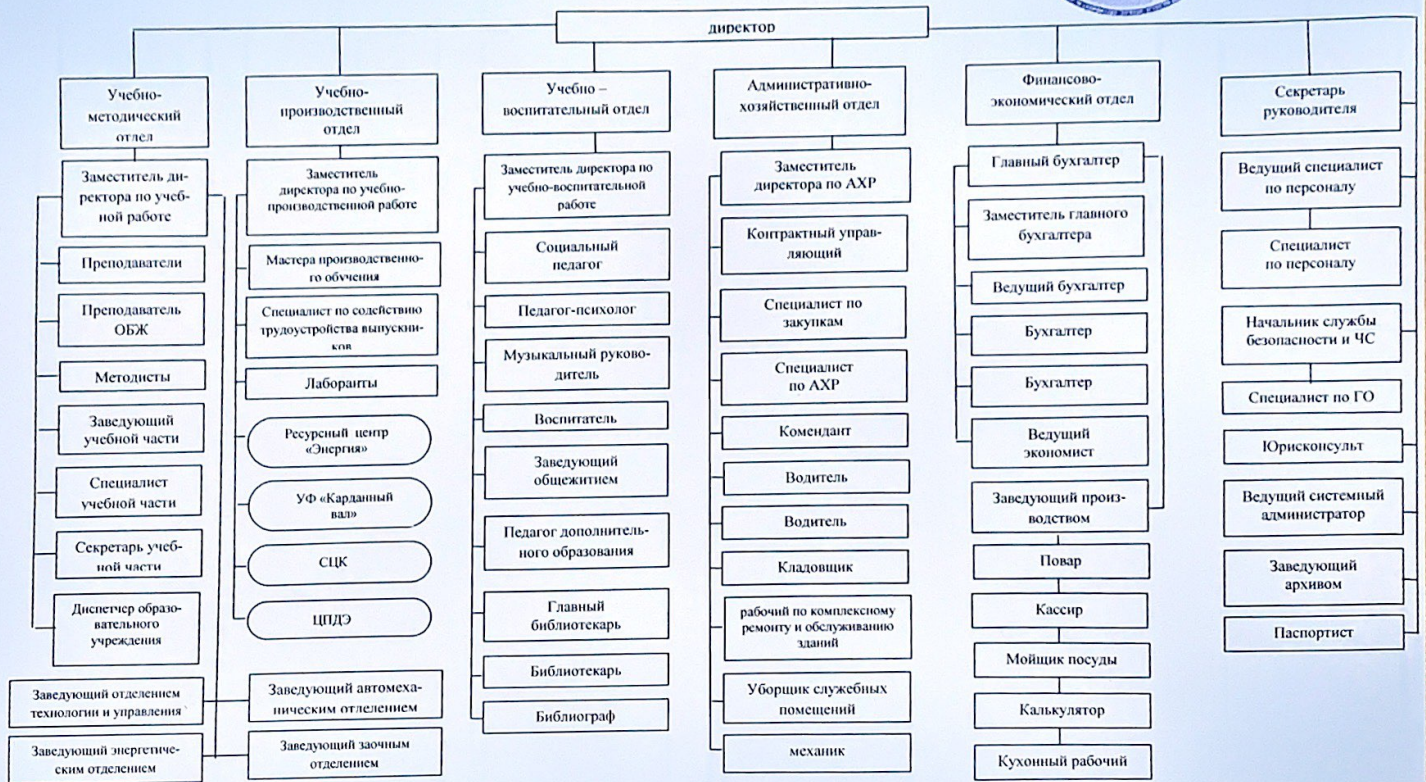 директор
Учебно-
методический
отдел
Заместитель ди-
ректора по учеб-
ной работе
Преподаватели
Преподаватель
ОБЖ
Методисты
Заведующий
учебной части
Специалист
учебной части
Секретарь учеб-
ной части
Диспетчер образо-
вательного
учреждения
Заведующий отделением
технологии и управления
Заведующий энергетиче-
ским отделением
Учебно-
производственный
отдел
Заместитель
директора по учебно-
производственной работе
Мастера производственно-
го обучения
Специалист по содействию
трудоустройства выпускни-
ков
Лаборанты
Ресурсный центр
«Энергия»
УФ «Карданный
вал»
СЦК
ЦПДЭ
Заведующий автомеха-
ническим отделением
Заведующий заочным
отделением
Учебно –
воспитательный отдел
Заместитель директора по
учебно-воспитательной
работе
Социальный
педагог
Педагог-психолог
Музыкальный руково-
дитель
Воспитатель
Заведующий
общежитием
Педагог дополнитель-
ного образования
Главный
библиотекарь
Библиотекарь
Библиограф
Административно-
хозяйственный отдел
Заместитель
директора по АХР
Контрактный управ-
ляющий
Специалист по
закупкам
Специалист
по АХР
Комендант
Водитель
Водитель
Кладовщик
рабочий по комплексному
ремонту и обслуживанию
зданий
Уборщик служебных
помещений
механик
Финансово-
экономический отдел
Главный бухгалтер
Заместитель главного
бухгалтера
Ведущий бухгалтер
Бухгалтер
Бухгалтер
Ведущий
экономист
Заведующий произ-
водством
Повар
Кассир
Мойщик посуды
Калькулятор
Кухонный рабочий
Секретарь
руководителя
Ведущий специалист
по персоналу
Специалист
по персоналу
Начальник службы
безопасности и ЧС
Специалист по ГО
Юрисконсульт
Ведущий системный
администратор
Заведующий
архивом
Паспортист